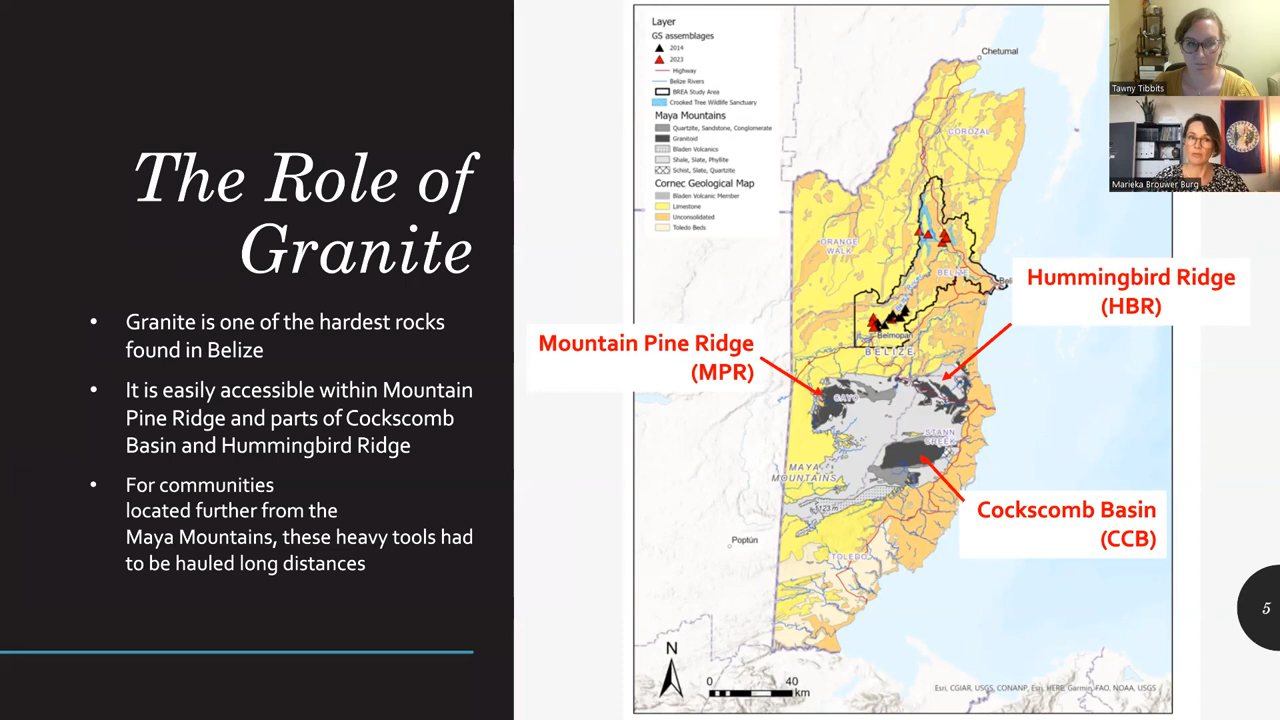 The Role of
Granite
• Granite is one of the hardest rocks
found in Belize
• It is easily accessible within Mountain
Pine Ridge and parts of Cockscomb
Basin and Hummingbird Ridge
• For communities
located further from the
Maya Mountains, these heavy tools had
to be hauled long distances
Layer
GS assemblages
2014
2023
Highway
Belize Rivers
BREA Study Area
Crooked Tree Wildlife Sanctuary
Maya Mountains
Quartzite, Sandstone, Conglomerate
Granitoid
Bladen Volcanics
Shale, Slate, Phyllite
Schist, Slate, Quartzite
Cornec Geological Map
Bladen Volcanic Member
Limestone
Unconsolidated
Toledo Beds
Chetumal
COROZAL
ORANGE
WALK
BELIZE
Beli
Belmopan
BELIZE
CAYO
STANN
CREEK
MAYA
MOUNTAINS
1123 m
Poptún
TOLEDO
Mountain Pine Ridge
(MPR)
Hummingbird Ridge
(HBR)
Cockscomb Basin
(CCB)
N
0 40
km
Esri, CGIAR, USGS, CONANP, Esri, HERE, Garmin, FAO, NOAA, USGS
Tawny Tibbits
Marieka Brouwer Burg
5